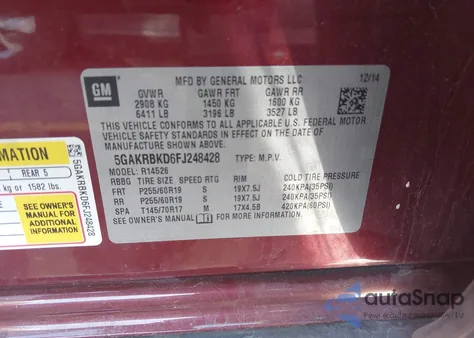 GM
MFD BY GENERAL MOTORS LLC 12/14
GVWR GAWR FRT GAWR RR
2908 KG 1450 KG 1600 KG
6411 LB 3196 LB 3527 LB
THIS VEHICLE CONFORMS TO ALL APPLICABLE U.S. FEDERAL MOTOR
VEHICLE SAFETY STANDARDS IN EFFECT ON THE DATE OF
MANUFACTURE SHOWN ABOVE.
5GAKRBKD6FJ248428 TYPE: M.P.V.
MODEL: R14526
RBBG TIRE SIZE SPEED RTG RIM COLD TIRE PRESSURE
FRT P255/60R19 S 19X7.5J 240KPA(35PSI)
RR P255/60R19 S 19X7.5J 240KPA(35PSI)
SPA T145/70R17 M 17X4.5B 420KPA(60PSI)
SEE OWNER'S MANUAL FOR ADDITIONAL INFORMATION.
REAR 5
kg or 1582 lbs.
SEE OWNER'S
MANUAL FOR
ADDITIONAL
INFORMATION
5GAKRBKD6FJ248428
autoSnap